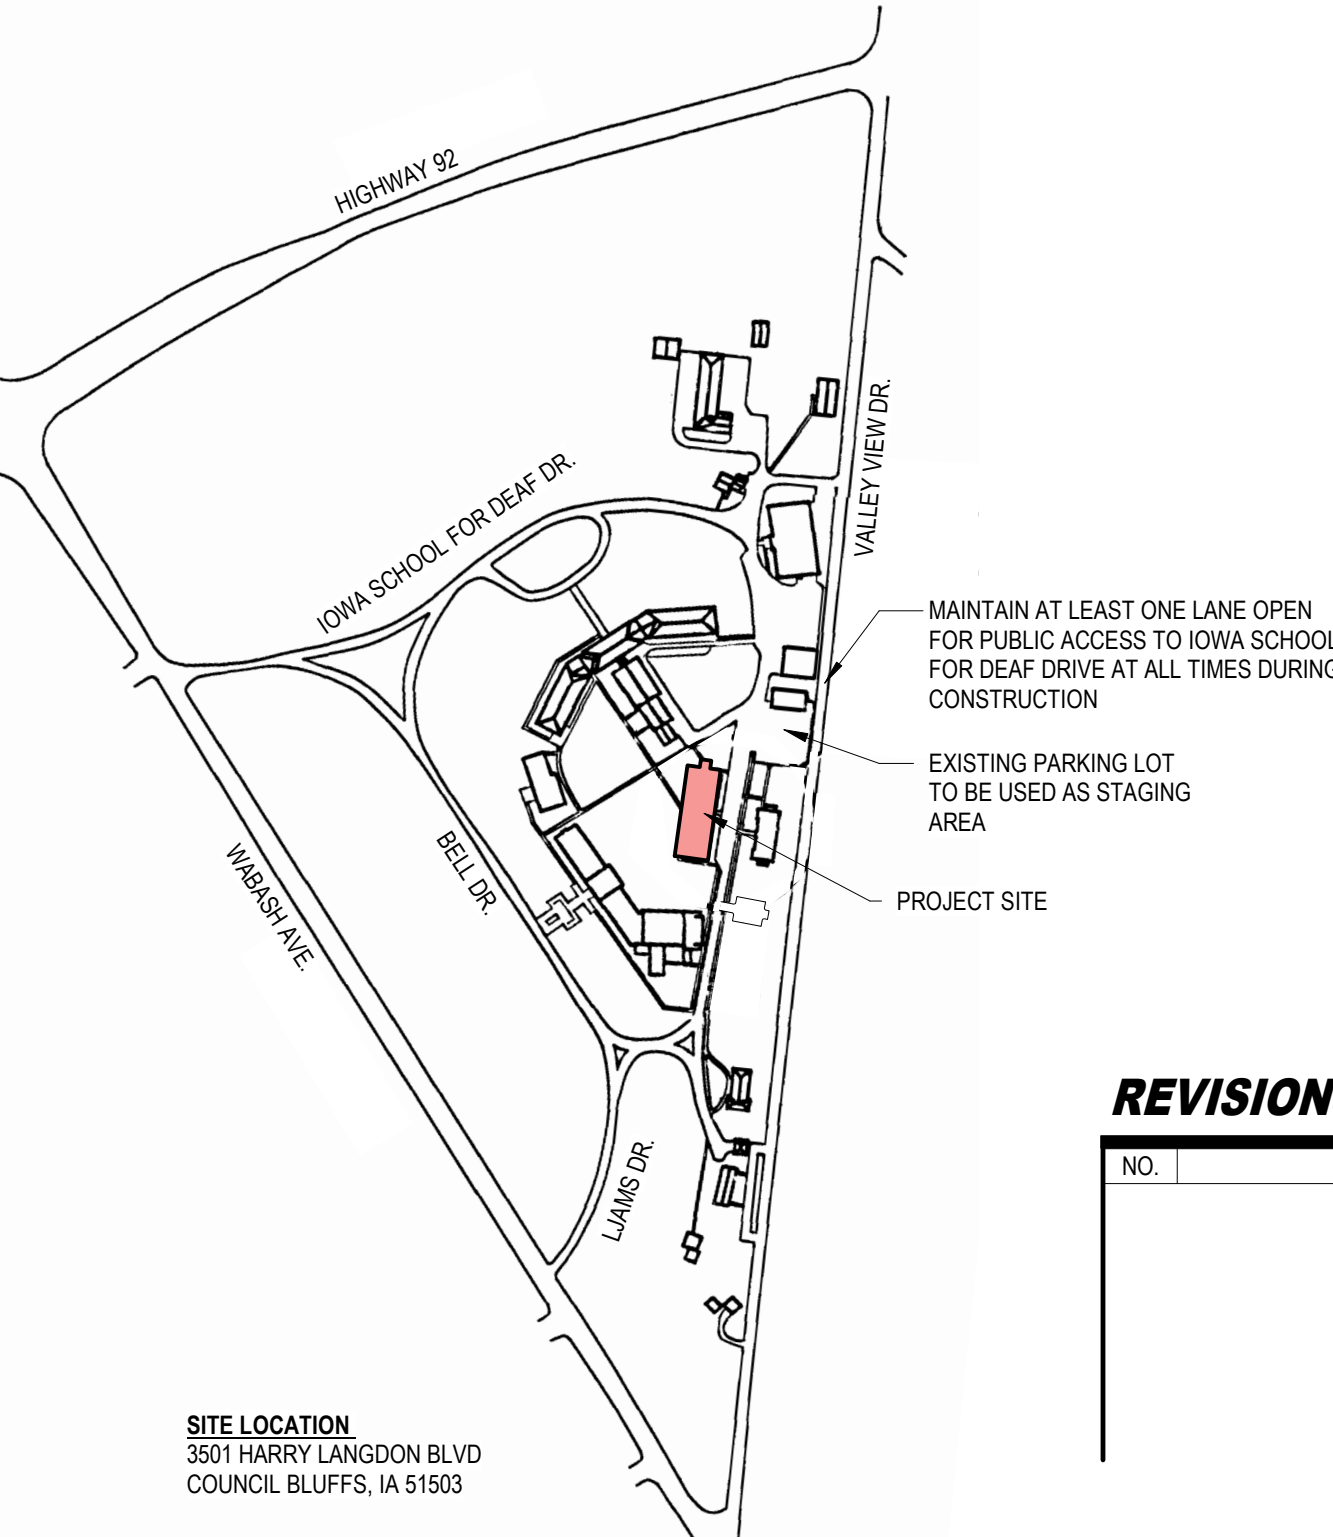 HIGHWAY 92
IOWA SCHOOL FOR DEAF DR.
VALLEY VIEW DR.
MAINTAIN AT LEAST ONE LANE OPEN
FOR PUBLIC ACCESS TO IOWA SCHOOL
FOR DEAF DRIVE AT ALL TIMES DURING
CONSTRUCTION
EXISTING PARKING LOT
TO BE USED AS STAGING
AREA
BELL DR.
WABASH AVE.
PROJECT SITE
REVISION
NO.
LJAMS DR.
SITE LOCATION
3501 HARRY LANGDON BLVD
COUNCIL BLUFFS, IA 51503